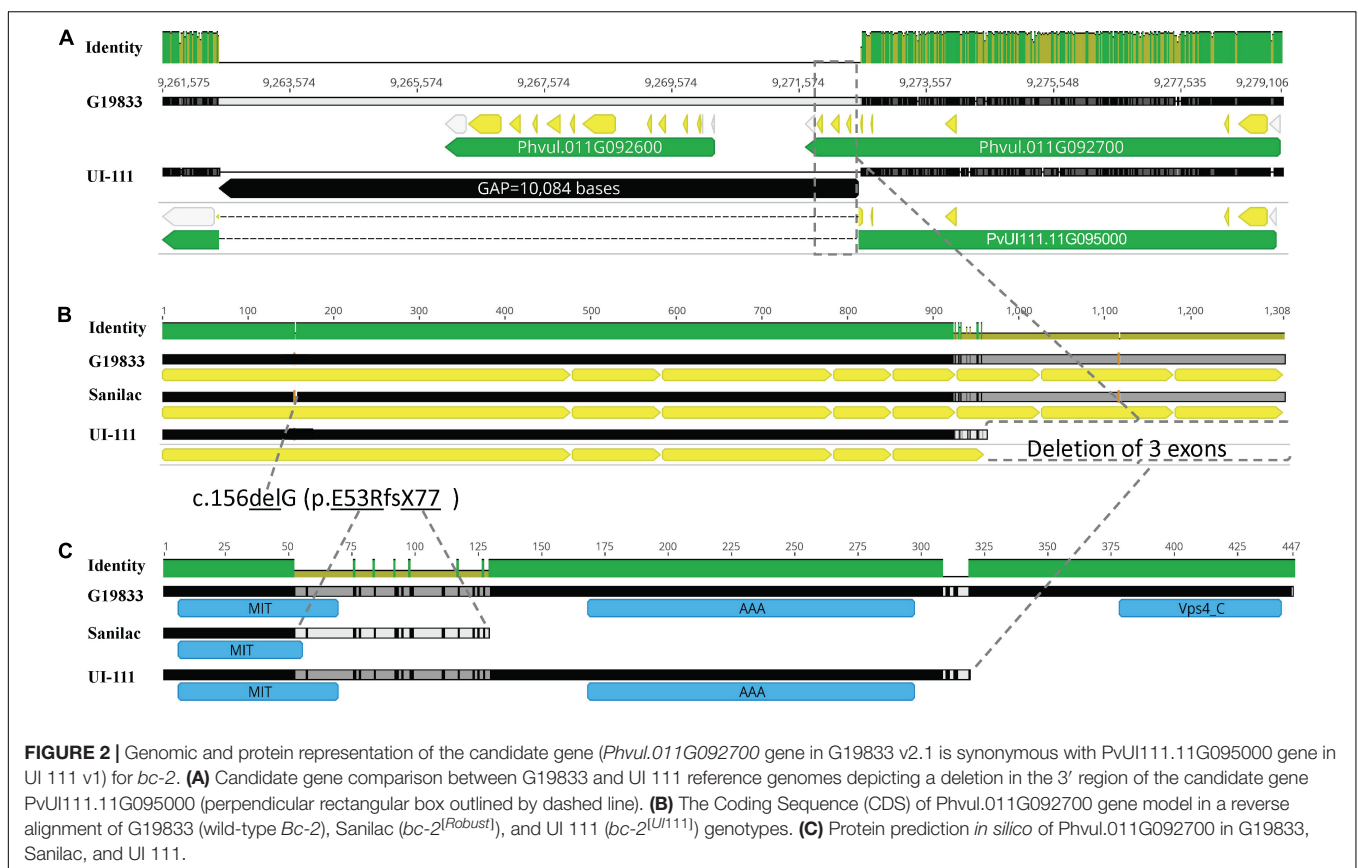 A
Identity
9,261,575 9,263,574 9,265,574 9,267,574 9,269,574 9,271,574 9,273,557 9,275,548 9,277,535 9,279,106
G19833
Phvul.011G092600 Phvul.011G092700
UI-111
GAP=10,084 bases
PvUI111.11G095000
B
1 100 200 300 400 500 600 700 800 900 1,000 1,100 1,200 1,308
Identity
G19833
Sanilac
UI-111
Deletion of 3 exons
c.156delG (p.E53RfsX77 )
C
1 25 50 75 100 125 150 175 200 225 250 275 300 325 350 375 400 425 447
Identity
G19833
MIT AAA Vps4_C
Sanilac
MIT
UI-111
MIT AAA
FIGURE 2 | Genomic and protein representation of the candidate gene (Phvul.011G092700 gene in G19833 v2.1 is synonymous with PvUI111.11G095000 gene in
UI 111 v1) for bc-2. (A) Candidate gene comparison between G19833 and UI 111 reference genomes depicting a deletion in the 3′ region of the candidate gene
PvUI111.11G095000 (perpendicular rectangular box outlined by dashed line). (B) The Coding Sequence (CDS) of Phvul.011G092700 gene model in a reverse
alignment of G19833 (wild-type Bc-2), Sanilac (bc-2[Robust]), and UI 111 (bc-2[UI111]) genotypes. (C) Protein prediction in silico of Phvul.011G092700 in G19833,
Sanilac, and UI 111.